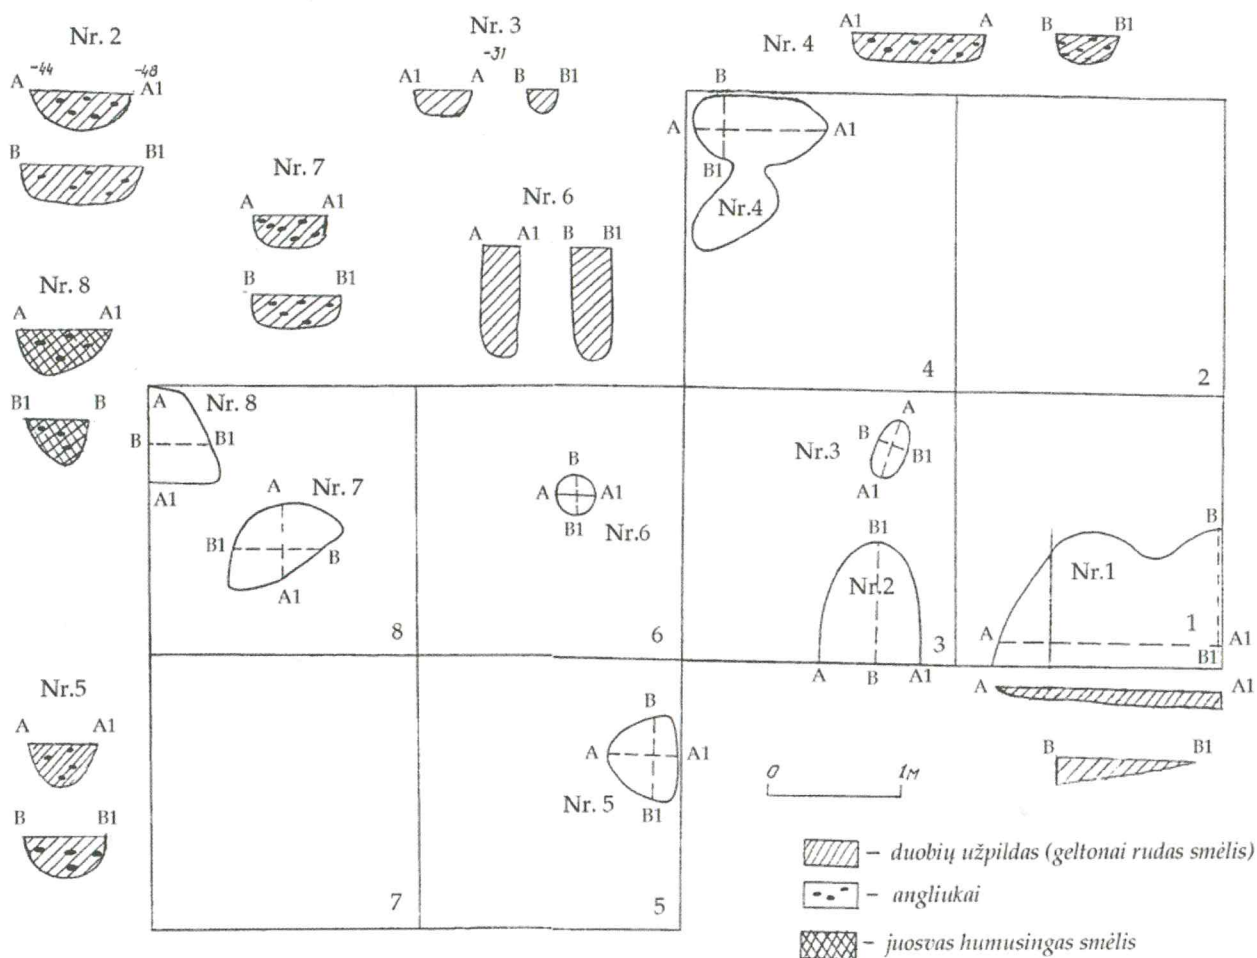 Nr. 2
A -44 -48 A1
B B1
Nr. 3
-31
A1 A B B1
Nr. 4
A1 A B B1
Nr. 7
A A1
B B1
Nr. 6
A A1 B B1
Nr. 8
A A1
B1 B
B
A A1
B1
Nr.4
4
2
A Nr. 8
B B1
A1
A Nr.7
B1 B
A1
8
B
A A1
B1 Nr.6
6
A
B
Nr.3 B1
A1
B1
Nr.2
3
A B A1
B
Nr.1
1
A A1
B1
A A1
B B1
Nr.5
A A1
B B1
B
A A1
Nr. 5 B1
7
5
0 1м
– duobių užpildas (geltonai rudas smėlis)
– angliukai
– juosvas humusingas smėlis